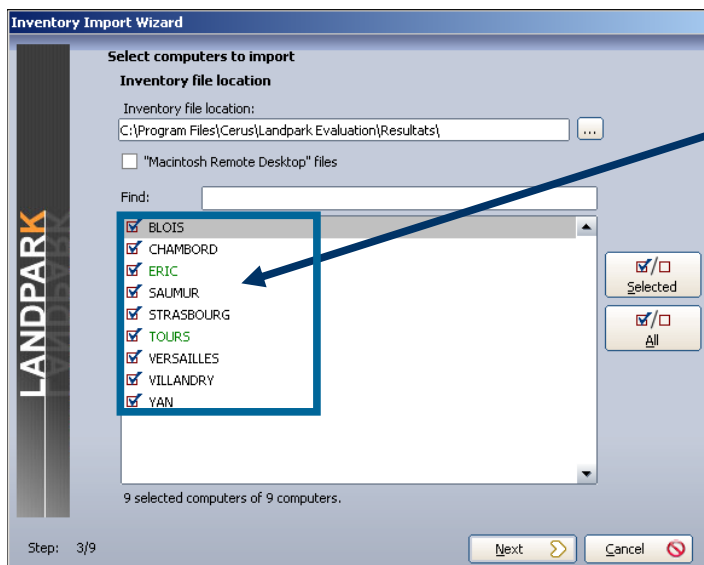 Inventory Import Wizard
Select computers to import
Inventory file location
Inventory file location:
C:\Program Files\Cerus\Landpark Evaluation\Resultats\
...
"Macintosh Remote Desktop" files
Find:
BLOIS
CHAMBORD
ERIC
SAUMUR
STRASBOURG
TOURS
VERSAILLES
VILLANDRY
YAN
Selected
All
LANDPARK
9 selected computers of 9 computers.
Step: 3/9
Next
Cancel